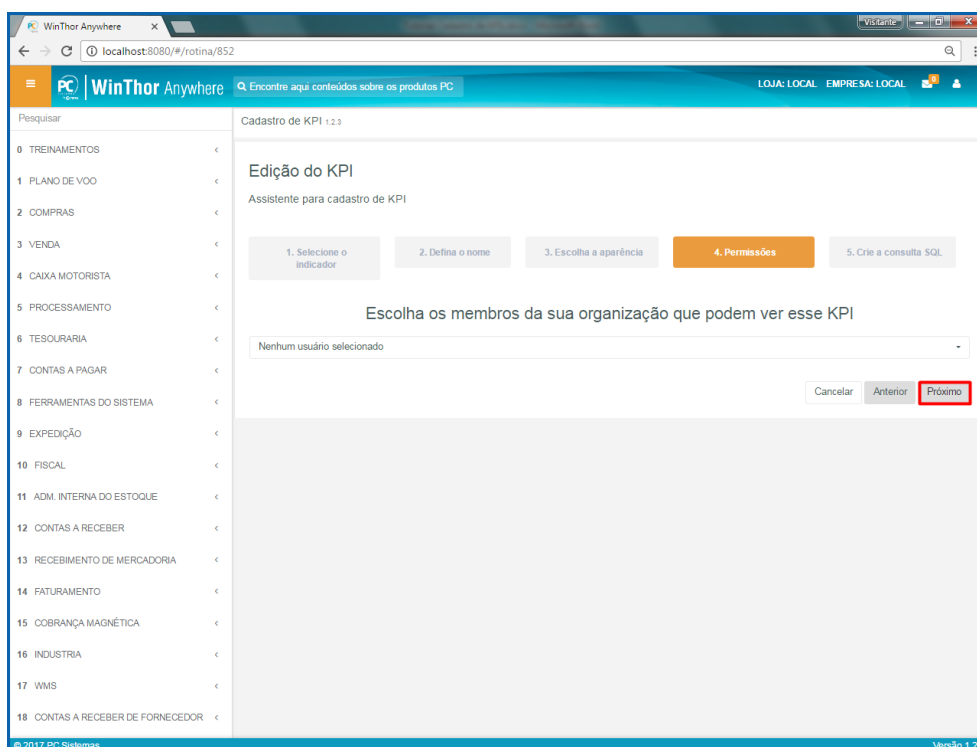 WinThor Anywhere
Visitante
localhost:8080/#/rotina/852
PC WinThor Anywhere
Encontre aqui conteúdos sobre os produtos PC
LOJA: LOCAL EMPRESA: LOCAL 0
Pesquisar
Cadastro de KPI 1.2.3
0 TREINAMENTOS
1 PLANO DE VOO
2 COMPRAS
3 VENDA
4 CAIXA MOTORISTA
5 PROCESSAMENTO
6 TESOURARIA
7 CONTAS A PAGAR
8 FERRAMENTAS DO SISTEMA
9 EXPEDIÇÃO
10 FISCAL
11 ADM. INTERNA DO ESTOQUE
12 CONTAS A RECEBER
13 RECEBIMENTO DE MERCADORIA
14 FATURAMENTO
15 COBRANÇA MAGNÉTICA
16 INDUSTRIA
17 WMS
18 CONTAS A RECEBER DE FORNECEDOR
Edição do KPI
Assistente para cadastro de KPI
1. Selecione o
indicador
2. Defina o nome
3. Escolha a aparência
4. Permissões
5. Crie a consulta SQL
Escolha os membros da sua organização que podem ver esse KPI
Nenhum usuário selecionado
Cancelar Anterior Próximo
© 2017 PC Sistemas
Versão 1.2